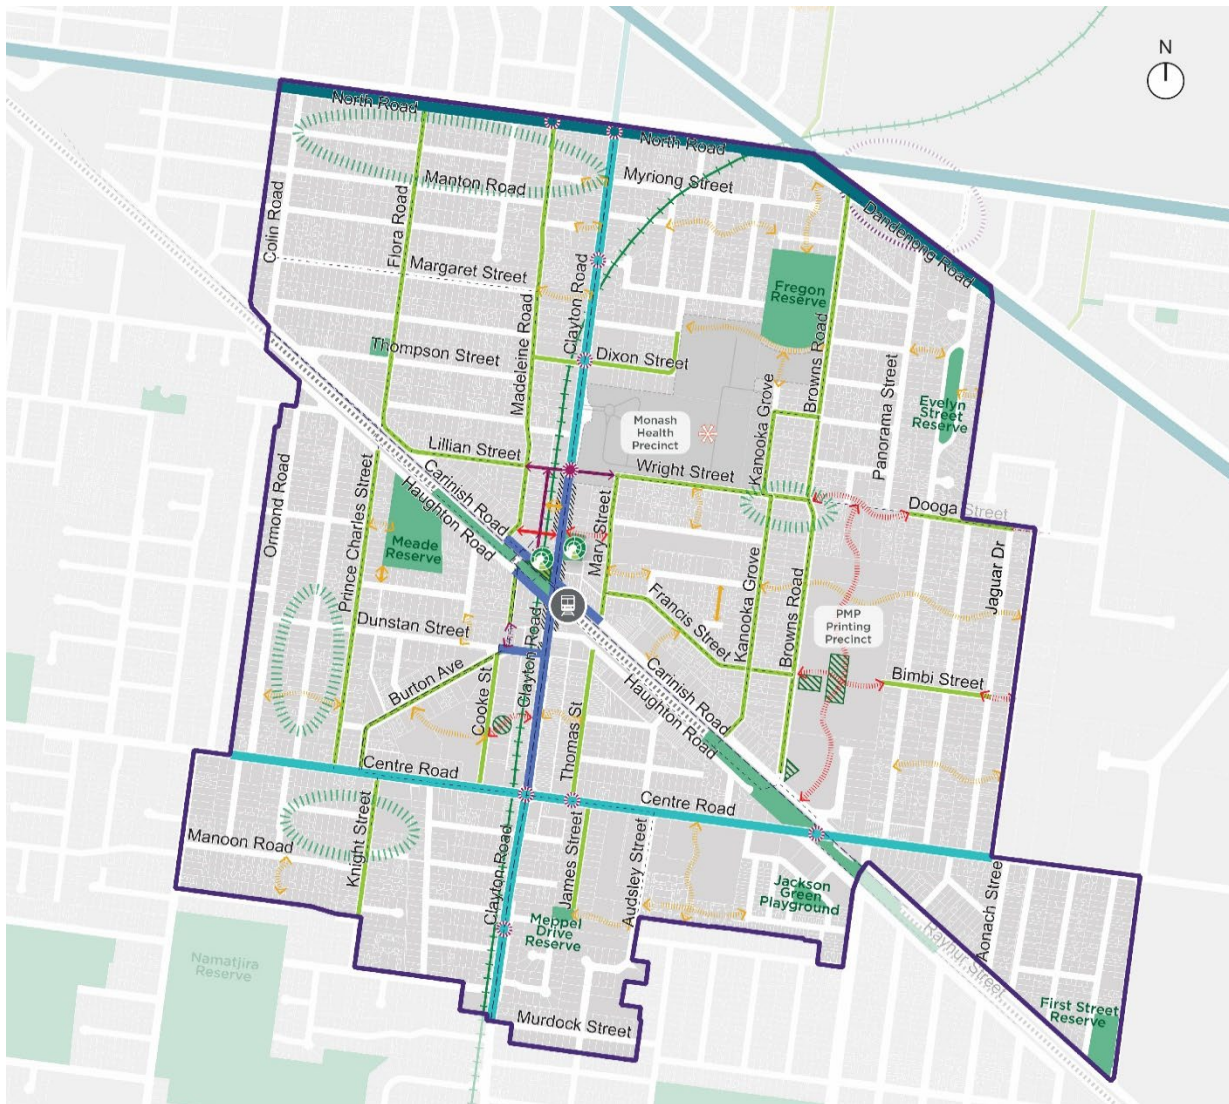 N
North Road
North Road
Manton Road
Myriong Street
Colin Road
Flora Road
Dandenong Road
Margaret Street
Clayton Road
Fregon
Reserve
Madeleine Road
Thompson Street
Dixon Street
Browns Road
Panorama Street
Evelyn
Street
Reserve
Monash
Health
Precinct
Kanooka Grove
Lillian Street
Wright Street
Carinish Road
Haughton Road
Ormond Road
Prince Charles Street
Mary Street
Dooga Street
Meade
Reserve
Jaguar Dr
Francis Street
Kanooka Grove
Browns Road
PMP
Printing
Precinct
Dunstan Street
Clayton Road
Burton Ave
Cooke St
Carinish Road
Haughton Road
Bimbi Street
Thomas St
Centre Road
Centre Road
Knight Street
Manoon Road
Clayton Road
James Street
Audsley Street
Jackson
Green
Playground
Aonach Street
Meppel
Drive
Reserve
Namatjira
Reserve
Rayhur Street
First Street
Reserve
Murdock Street